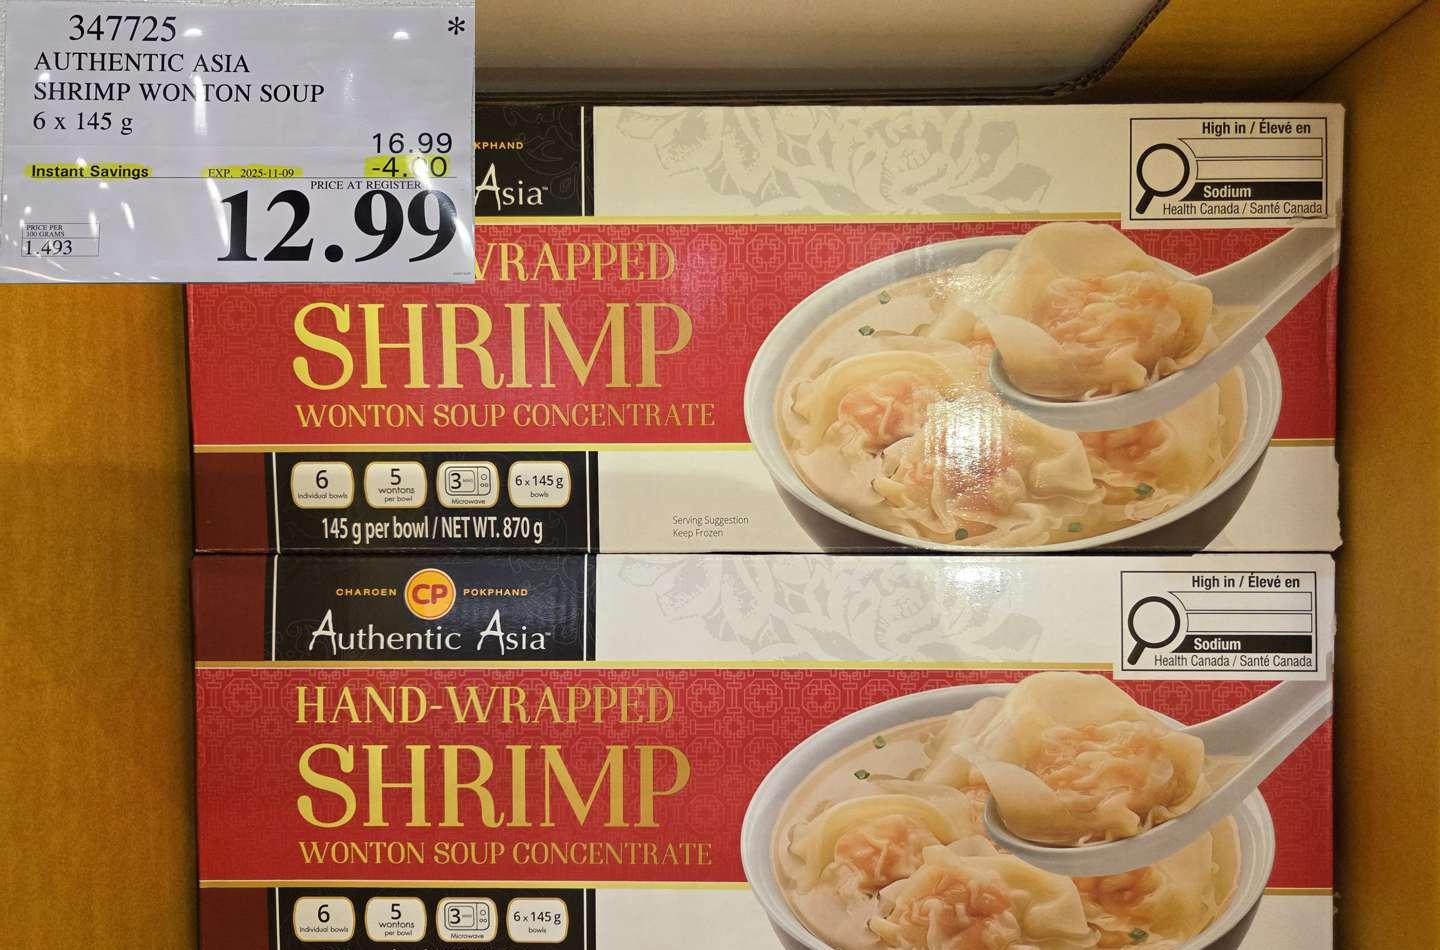 347725 *
AUTHENTIC ASIA
SHRIMP WONTON SOUP
6 x 145 g
16.99
Instant Savings EXP. 2025-11-09 -4.00
PRICE AT REGISTER
12.99
PRICE PER
100 GRAMS
1.493
KPHAND
Asia™
WRAPPED
SHRIMP
WONTON SOUP CONCENTRATE
6
Individual bowls
5
wontons
per bowl
3 MINS
Microwave
6 x 145 g
bowls
145 g per bowl / NET WT. 870 g
Serving Suggestion
Keep Frozen
High in / Élevé en
Sodium
Health Canada / Santé Canada
CHAROEN CP POKPHAND
Authentic Asia™
HAND-WRAPPED
SHRIMP
WONTON SOUP CONCENTRATE
6
Individual bowls
5
wontons
per bowl
3 MINS
Microwave
6 x 145 g
bowls
High in / Élevé en
Sodium
Health Canada / Santé Canada